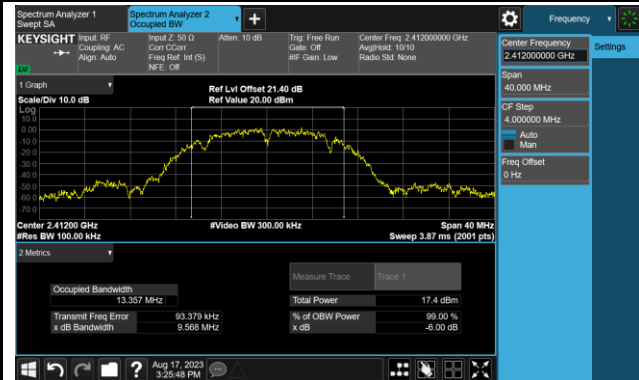 Spectrum Analyzer 1
Swept SA
Spectrum Analyzer 2
Occupied BW
Frequency
KEYSIGHT
Input: RF
Coupling: AC
Align: Auto
Input Z: 50 Ω
Corr CCorr
Freq Ref: Int (S)
NFE: Off
Atten: 10 dB
Trig: Free Run
Gate: Off
#IF Gain: Low
Center Freq: 2.412000000 GHz
Avg|Hold: 10/10
Radio Std: None
Center Frequency
2.412000000 GHz
Settings
Span
40.000 MHz
CF Step
4.000000 MHz
Auto
Man
Freq Offset
0 Hz
1 Graph
Scale/Div 10.0 dB
Ref Lvl Offset 21.40 dB
Ref Value 20.00 dBm
Log
10.0
0.00
-10.0
-20.0
-30.0
-40.0
-50.0
-60.0
-70.0
Center 2.41200 GHz
#Res BW 100.00 kHz
#Video BW 300.00 kHz
Span 40 MHz
Sweep 3.87 ms (2001 pts)
2 Metrics
Measure Trace
Trace 1
Occupied Bandwidth
13.357 MHz
Total Power
17.4 dBm
Transmit Freq Error
93.379 kHz
% of OBW Power
99.00 %
x dB Bandwidth
9.568 MHz
x dB
-6.00 dB
?
Aug 17, 2023
3:25:48 PM